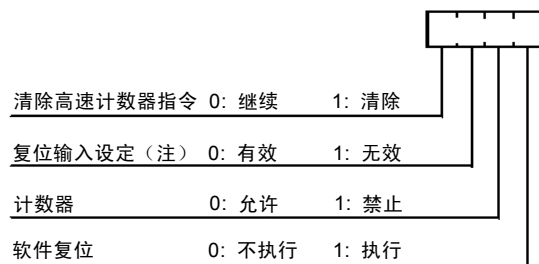 清除高速计数器指令 0: 继续 1: 清除
复位输入设定（注） 0: 有效 1: 无效
计数器 0: 允许 1: 禁止
软件复位 0: 不执行 1: 执行